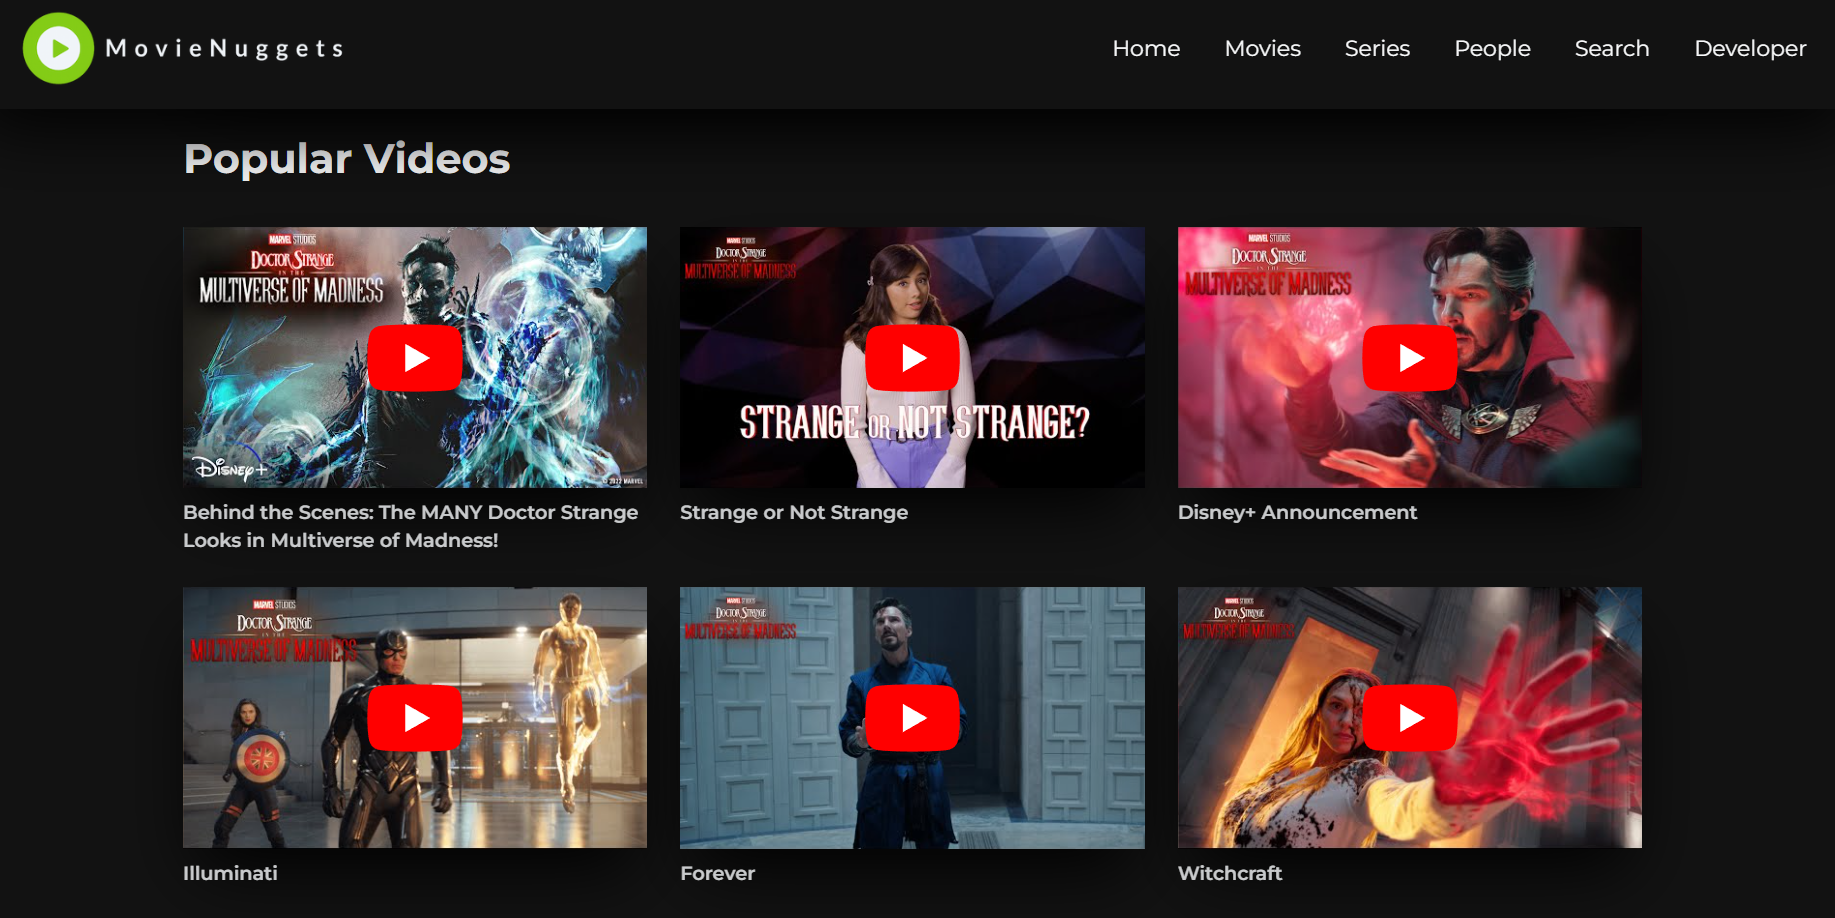 MovieNuggets
Home Movies Series People Search Developer
Popular Videos
MARVEL STUDIOS
DOCTOR STRANGE
IN THE
MULTIVERSE OF MADNESS
Disney+
© 2022 MARVEL
MARVEL STUDIOS
DOCTOR STRANGE
IN THE
MULTIVERSE OF MADNESS
STRANGE OR NOT STRANGE?
MARVEL STUDIOS
DOCTOR STRANGE
IN THE
MULTIVERSE OF MADNESS
Behind the Scenes: The MANY Doctor Strange
Looks in Multiverse of Madness!
Strange or Not Strange
Disney+ Announcement
MARVEL STUDIOS
DOCTOR STRANGE
IN THE
MULTIVERSE OF MADNESS
MARVEL STUDIOS
DOCTOR STRANGE
IN THE
MULTIVERSE OF MADNESS
MARVEL STUDIOS
DOCTOR STRANGE
IN THE
MULTIVERSE OF MADNESS
Illuminati
Forever
Witchcraft